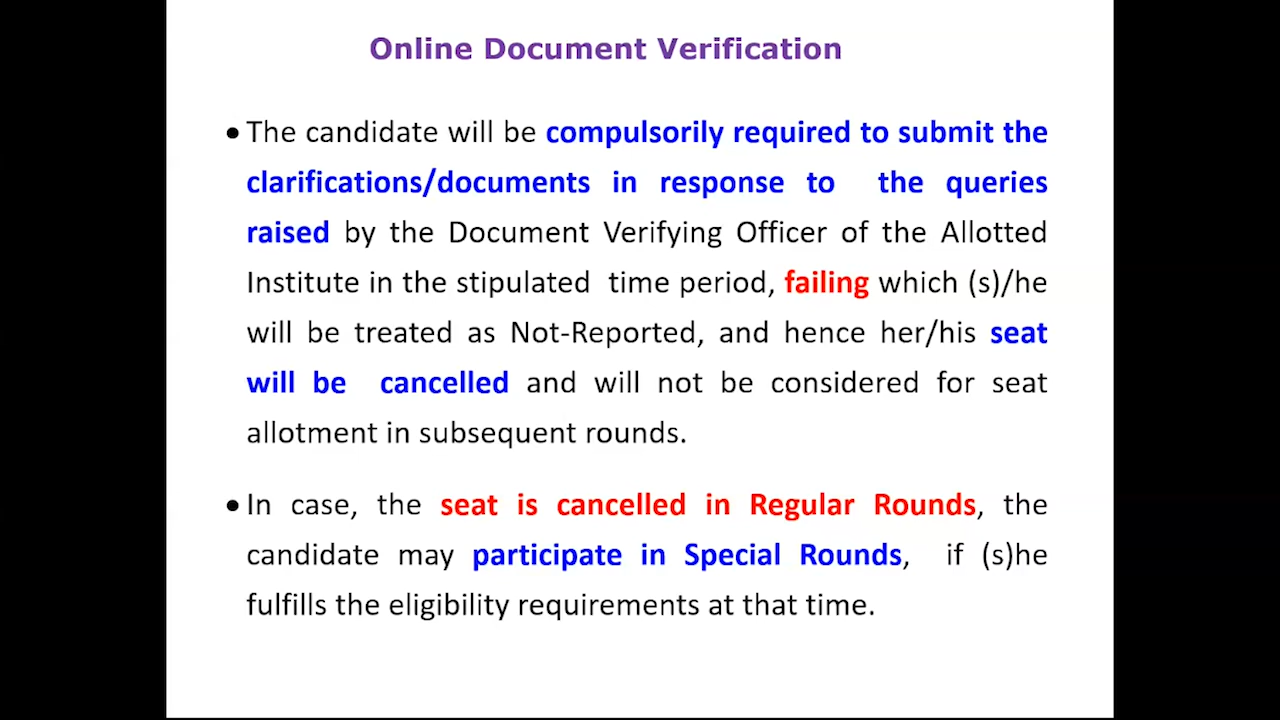 Online Document Verification
• The candidate will be compulsorily required to submit the
clarifications/documents in response to the queries
raised by the Document Verifying Officer of the Allotted
Institute in the stipulated time period, failing which (s)/he
will be treated as Not-Reported, and hence her/his seat
will be cancelled and will not be considered for seat
allotment in subsequent rounds.
• In case, the seat is cancelled in Regular Rounds, the
candidate may participate in Special Rounds, if (s)he
fulfills the eligibility requirements at that time.